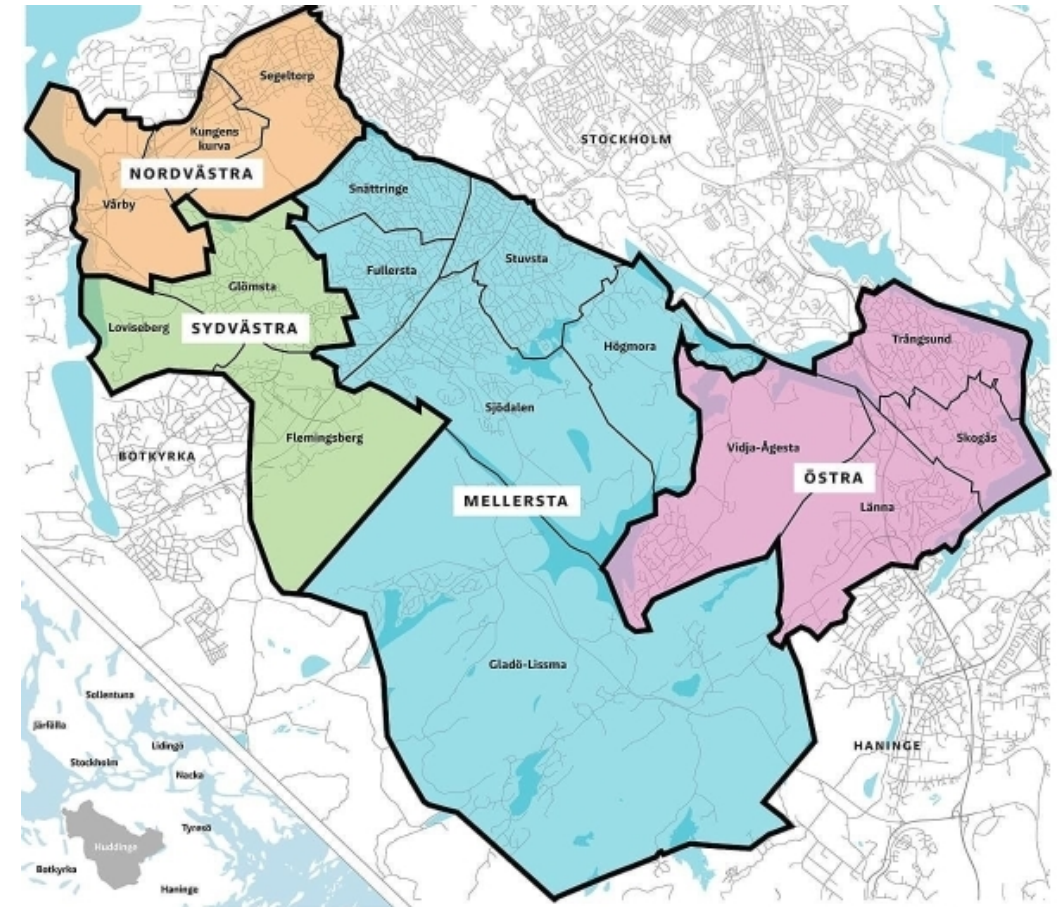 Segeltorp
Kungens
kurva
STOCKHOLM
NORDVÄSTRA
Snättringe
Vårby
Stuvsta
Fullersta
Glömsta
Loviseberg
SYDVÄSTRA
Trångsund
Högmora
Sjödalen
Flemingsberg
Skogås
Vidja-Ågesta
BOTKYRKA
ÖSTRA
MELLERSTA
Länna
Gladö-Lissma
HANINGE
Sollentuna
Järfälla
Lidingö
Stockholm
Nacka
Tyresö
Huddinge
Botkyrka
Haninge